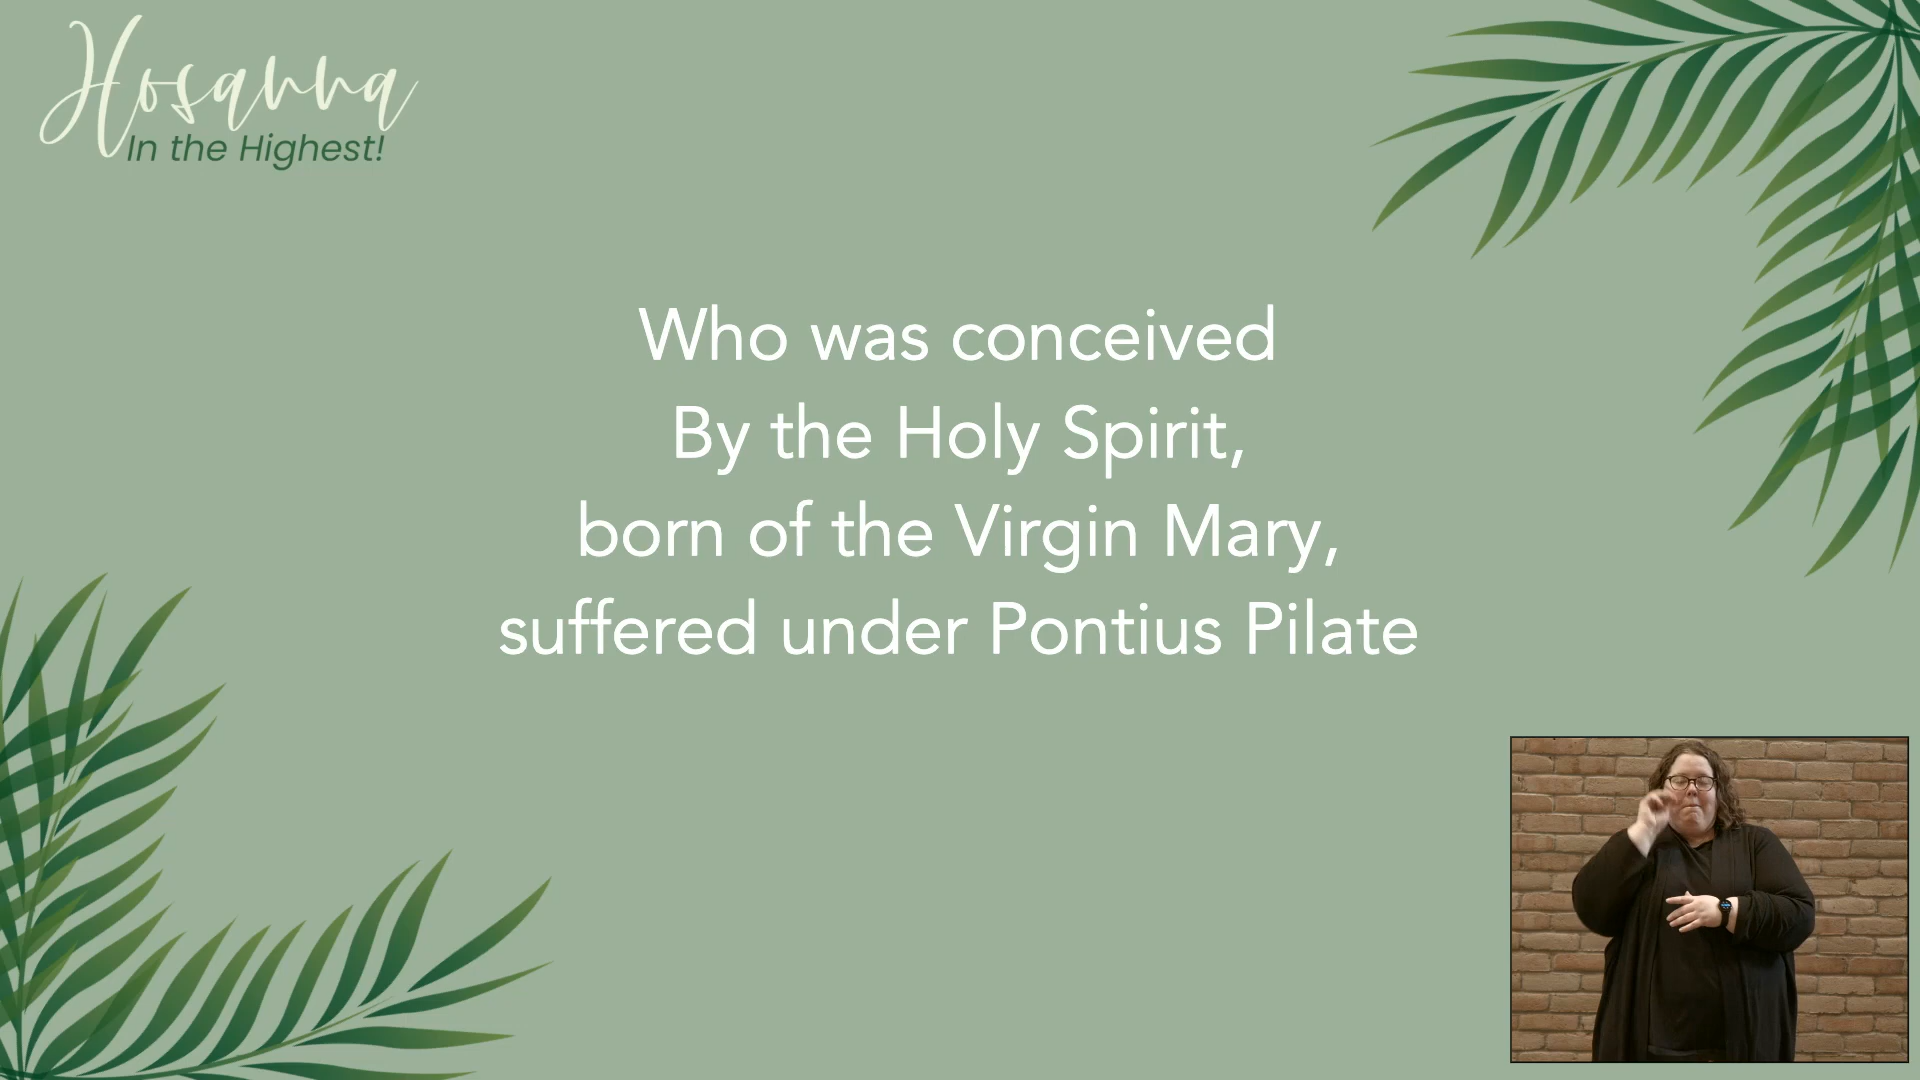 Hosanna
In the Highest!
Who was conceived
By the Holy Spirit,
born of the Virgin Mary,
suffered under Pontius Pilate